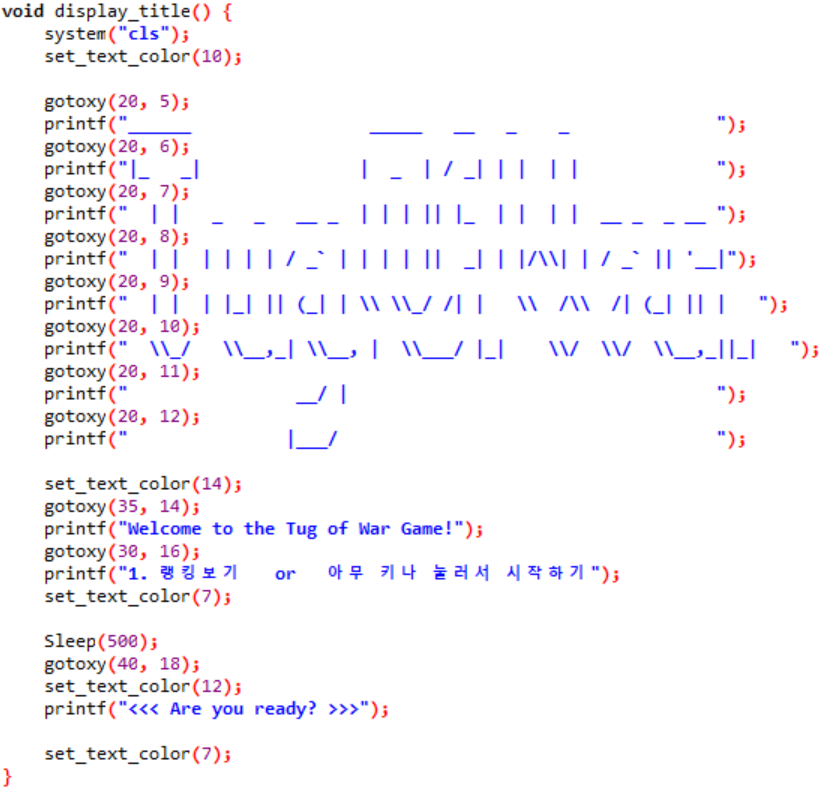 void display_title() {
    system("cls");
    set_text_color(10);

    gotoxy(20, 5);
    printf("______                 _____   __   _    _              ");
    gotoxy(20, 6);
    printf("|_   _|                |  _  | / _| | |  | |             ");
    gotoxy(20, 7);
    printf("  | |   _   _   __ _  | | | || |_  | |  | |  __ _  _ __ ");
    gotoxy(20, 8);
    printf("  | |  | | | | / _` | | | | ||  _| | |/\\| | / _` || '__|");
    gotoxy(20, 9);
    printf("  | |  | |_| || (_| | \\ \\_/ /| |   \\  /\\  /| (_| || |   ");
    gotoxy(20, 10);
    printf("  \\_/   \\__,_| \\__, |  \\___/ |_|    \\/  \\/  \\__,_||_|   ");
    gotoxy(20, 11);
    printf("                __/ |                                   ");
    gotoxy(20, 12);
    printf("               |___/                                    ");

    set_text_color(14);
    gotoxy(35, 14);
    printf("Welcome to the Tug of War Game!");
    gotoxy(30, 16);
    printf("1. 랭킹보기   or   아무 키나 눌러서 시작하기");
    set_text_color(7);

    Sleep(500);
    gotoxy(40, 18);
    set_text_color(12);
    printf("<<< Are you ready? >>>");

    set_text_color(7);
}